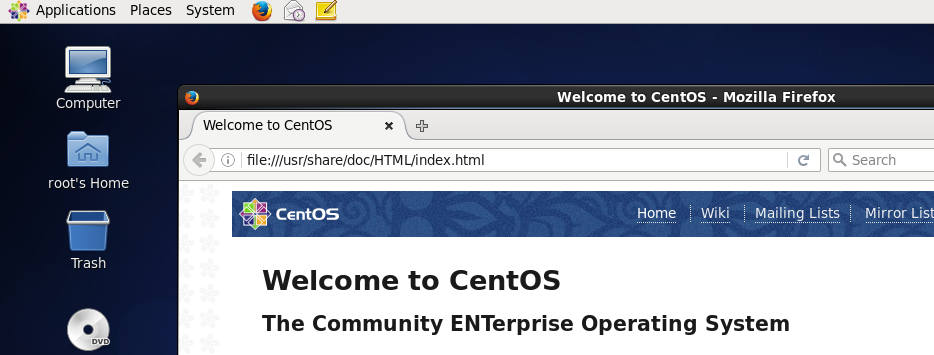 Applications Places System
Computer
root's Home
Trash
DVD
Welcome to CentOS - Mozilla Firefox
Welcome to CentOS
file:///usr/share/doc/HTML/index.html
Search
CentOS
Home Wiki Mailing Lists Mirror List
Welcome to CentOS
The Community ENTerprise Operating System